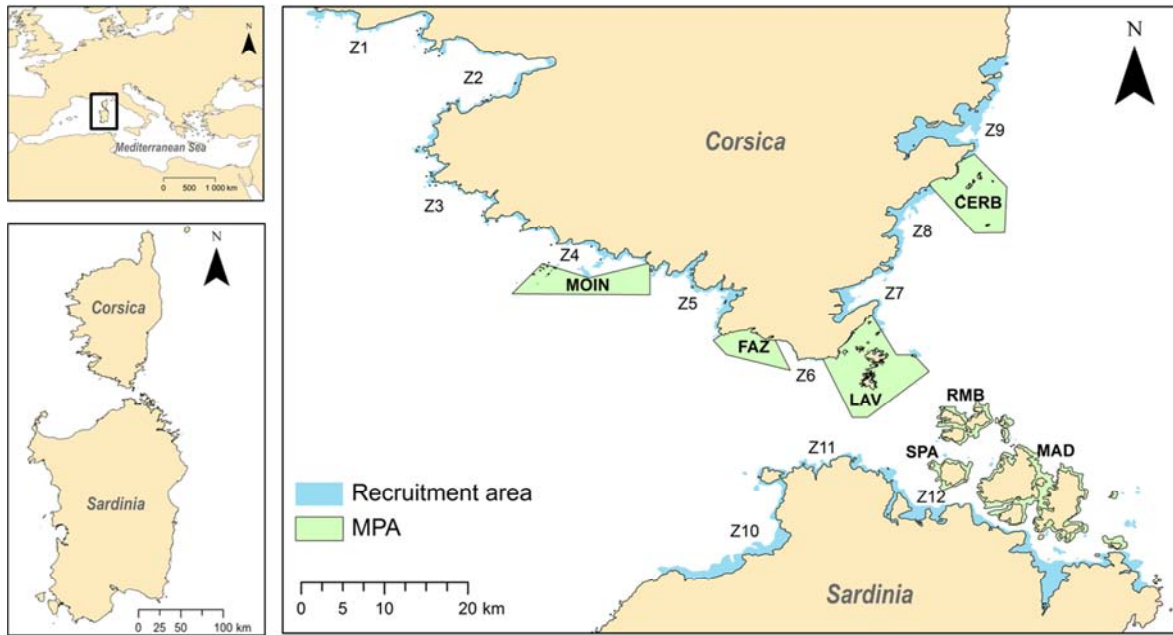 N
Mediterranean Sea
0 500 1 000 km
N
Corsica
Sardinia
0 25 50 100 km
N
Z1
Z2
Corsica
Z9
Z3
CERB
Z8
Z4
MOIN
Z5
Z7
FAZ
Z6
LAV
RMB
SPA
MAD
Z11
Z12
Recruitment area
MPA
Z10
0 5 10 20 km
Sardinia